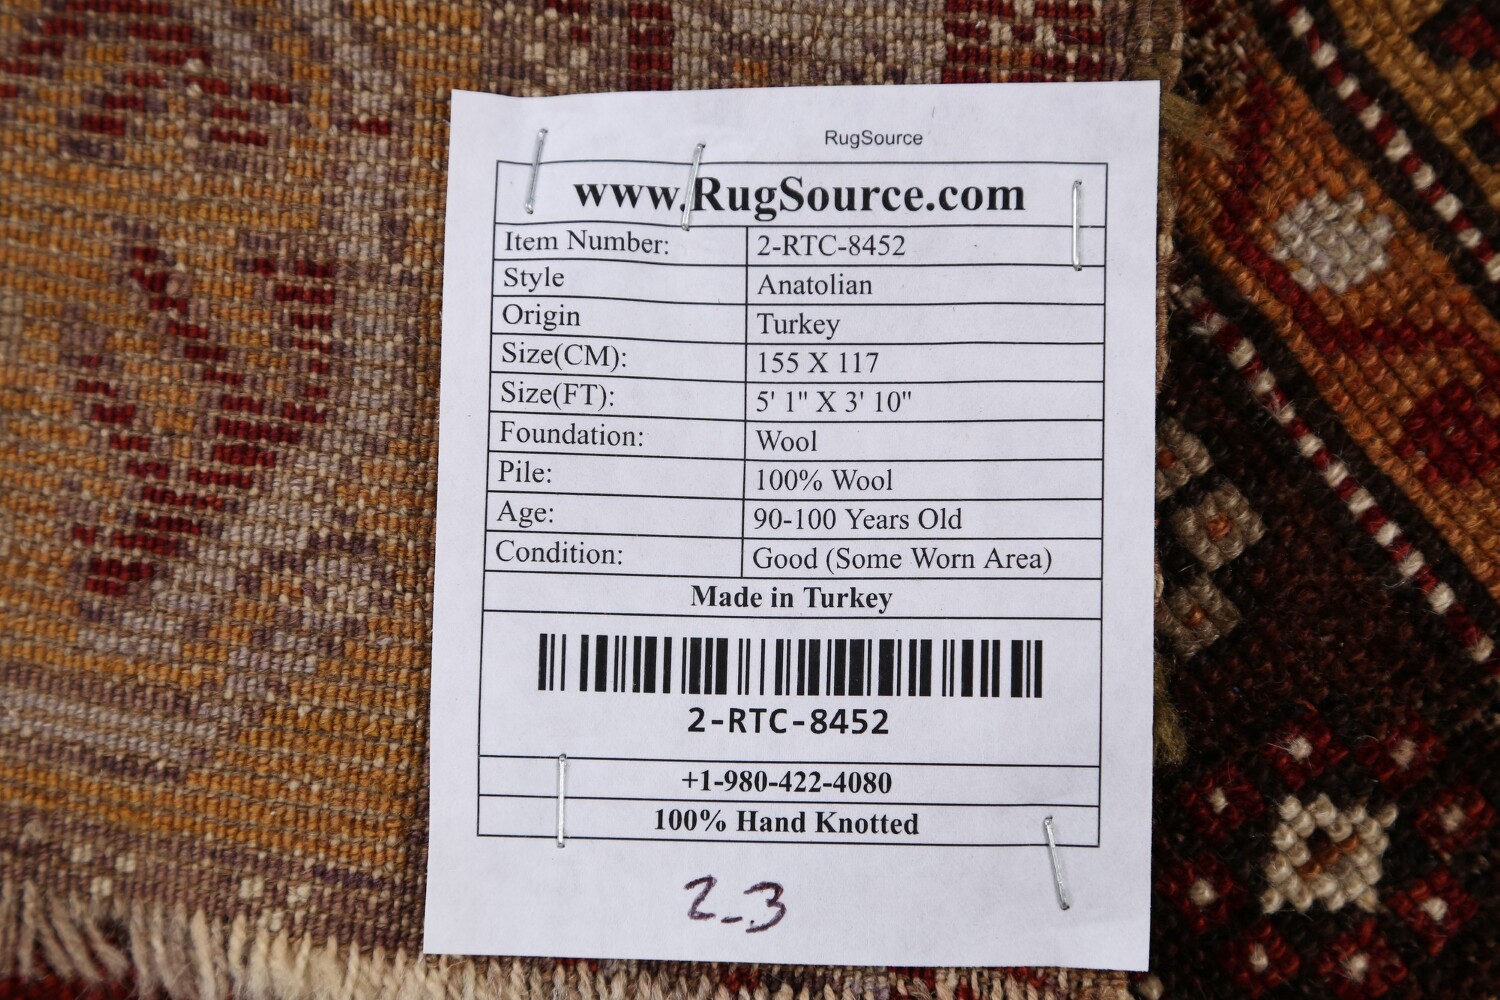 RugSource
www.RugSource.com
Item Number: 2-RTC-8452
Style Anatolian
Origin Turkey
Size(CM): 155 X 117
Size(FT): 5' 1" X 3' 10"
Foundation: Wool
Pile: 100% Wool
Age: 90-100 Years Old
Condition: Good (Some Worn Area)
Made in Turkey
2-RTC-8452
+1-980-422-4080
100% Hand Knotted
2-3